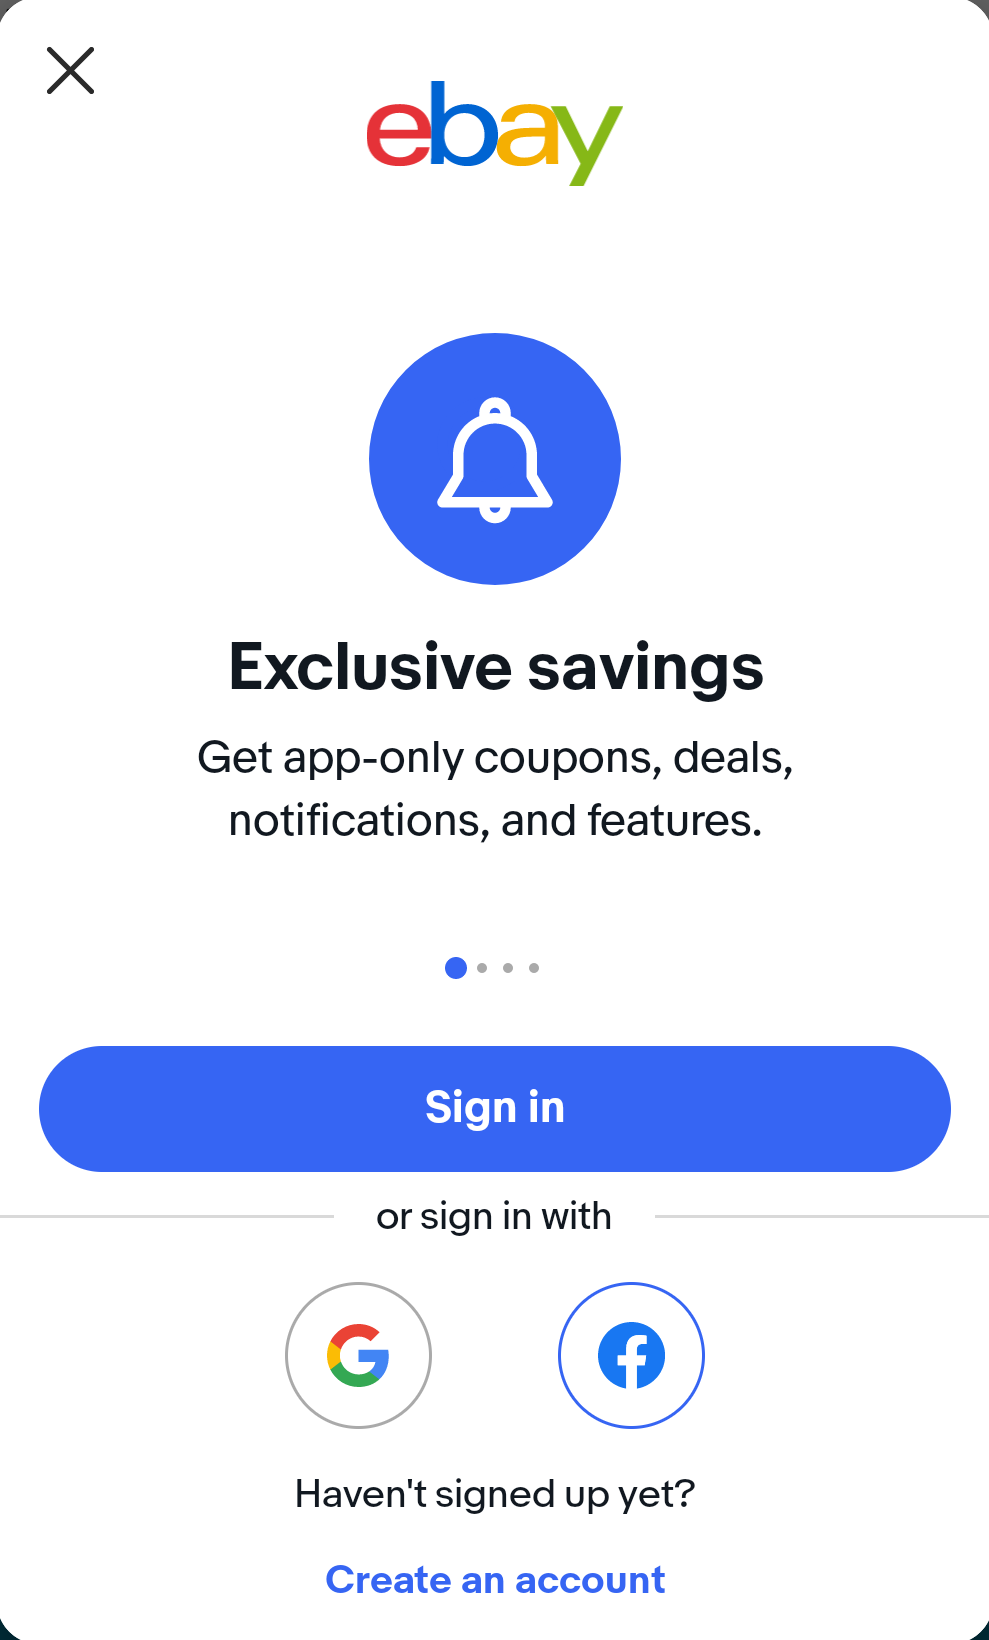 ebay
Exclusive savings
Get app-only coupons, deals,
notifications, and features.
Sign in
or sign in with
Haven't signed up yet?
Create an account